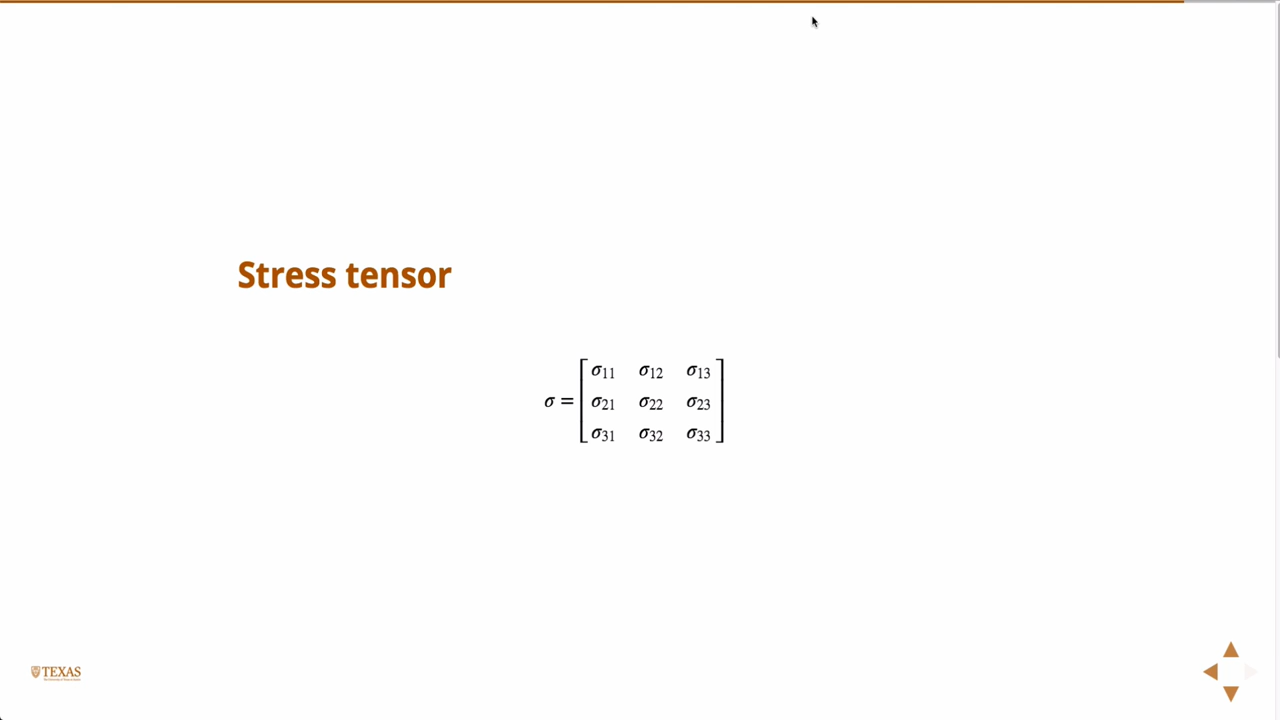 Stress tensor
σ11 σ12 σ13
σ = σ21 σ22 σ23
σ31 σ32 σ33
TEXAS